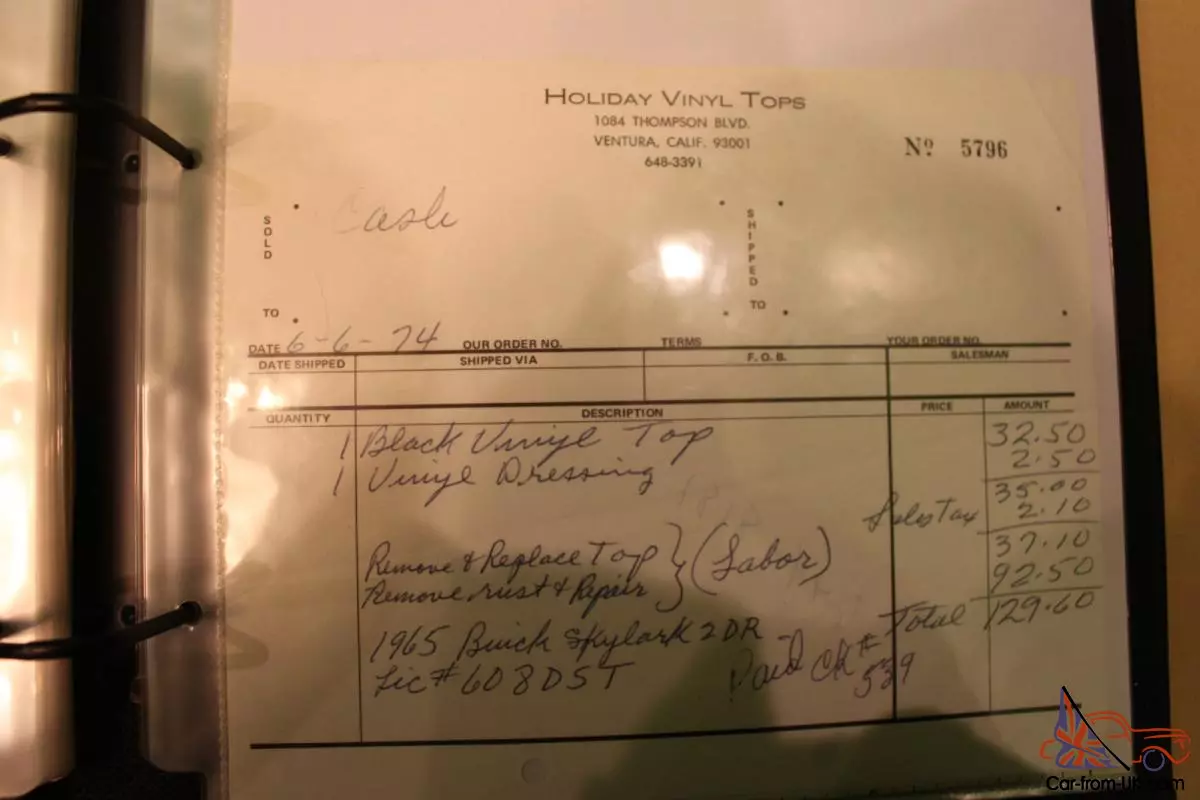 HOLIDAY VINYL TOPS
1084 THOMPSON BLVD.
VENTURA, CALIF. 93001
648-3391
Nº 5796
SOLD TO
Cash
SHIPPED TO
DATE 6-6-74 OUR ORDER NO. TERMS YOUR ORDER NO.
DATE SHIPPED SHIPPED VIA F.O.B. SALESMAN
QUANTITY DESCRIPTION PRICE AMOUNT
1 Black Vinyl Top 32.50
1 Vinyl Dressing 2.50
35.00
Sales Tax 2.10
37.10
Remove & Replace Top } (Labor) 92.50
Remove rust & Repair
Total 129.60
1965 Buick Skylark 2DR
Lic# 608DST
Paid CK# 539
Car-from-UK.com